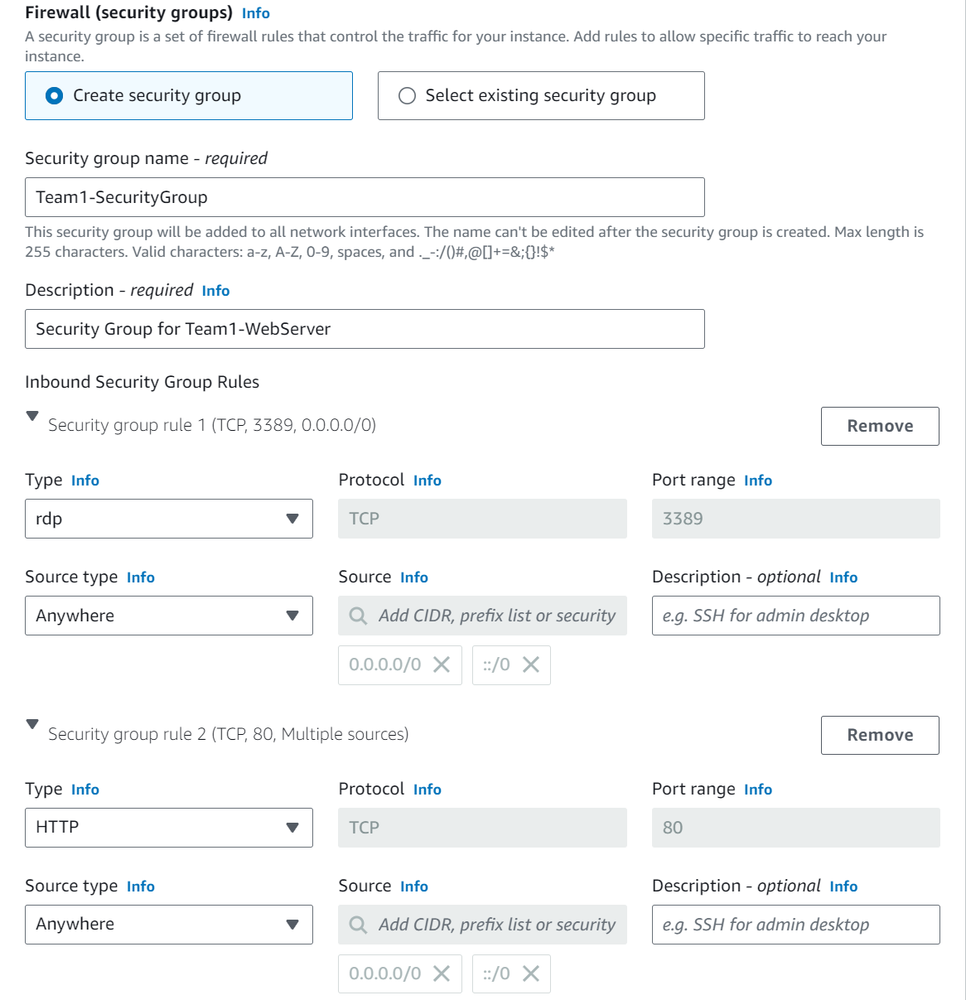 Firewall (security groups) Info
A security group is a set of firewall rules that control the traffic for your instance. Add rules to allow specific traffic to reach your
instance.
Create security group
Select existing security group
Security group name - required
Team1-SecurityGroup
This security group will be added to all network interfaces. The name can't be edited after the security group is created. Max length is
255 characters. Valid characters: a-z, A-Z, 0-9, spaces, and ._-:/()#,@[]+=&;{}!$*
Description - required Info
Security Group for Team1-WebServer
Inbound Security Group Rules
Security group rule 1 (TCP, 3389, 0.0.0.0/0)
Remove
Type Info
Protocol Info
Port range Info
rdp
TCP
3389
Source type Info
Source Info
Description - optional Info
Anywhere
Add CIDR, prefix list or security
e.g. SSH for admin desktop
0.0.0.0/0
::/0
Security group rule 2 (TCP, 80, Multiple sources)
Remove
Type Info
Protocol Info
Port range Info
HTTP
TCP
80
Source type Info
Source Info
Description - optional Info
Anywhere
Add CIDR, prefix list or security
e.g. SSH for admin desktop
0.0.0.0/0
::/0